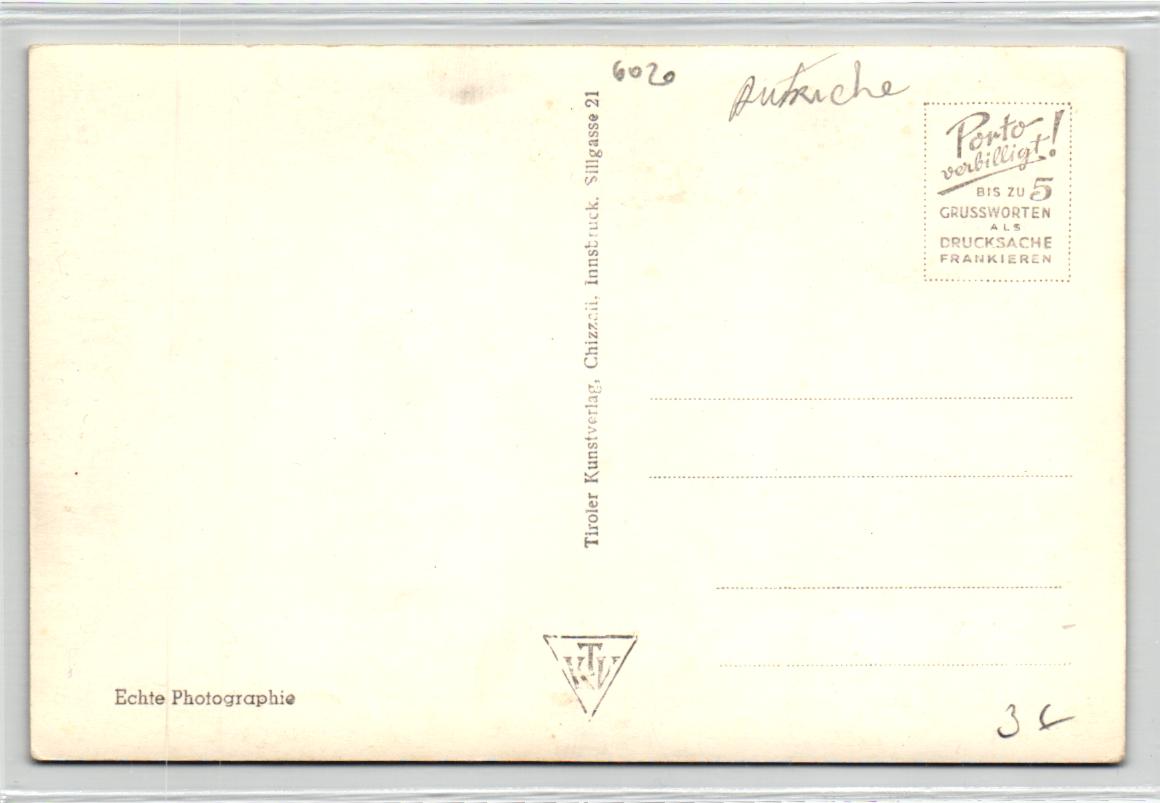 6020
Autriche
Porto
verbilligt!
BIS ZU 5
GRUSSWORTEN
ALS
DRUCKSACHE
FRANKIEREN
Tiroler Kunstverlag, Chizzali, Innsbruck, Sillgasse 21
KTV
Echte Photographie
3 €